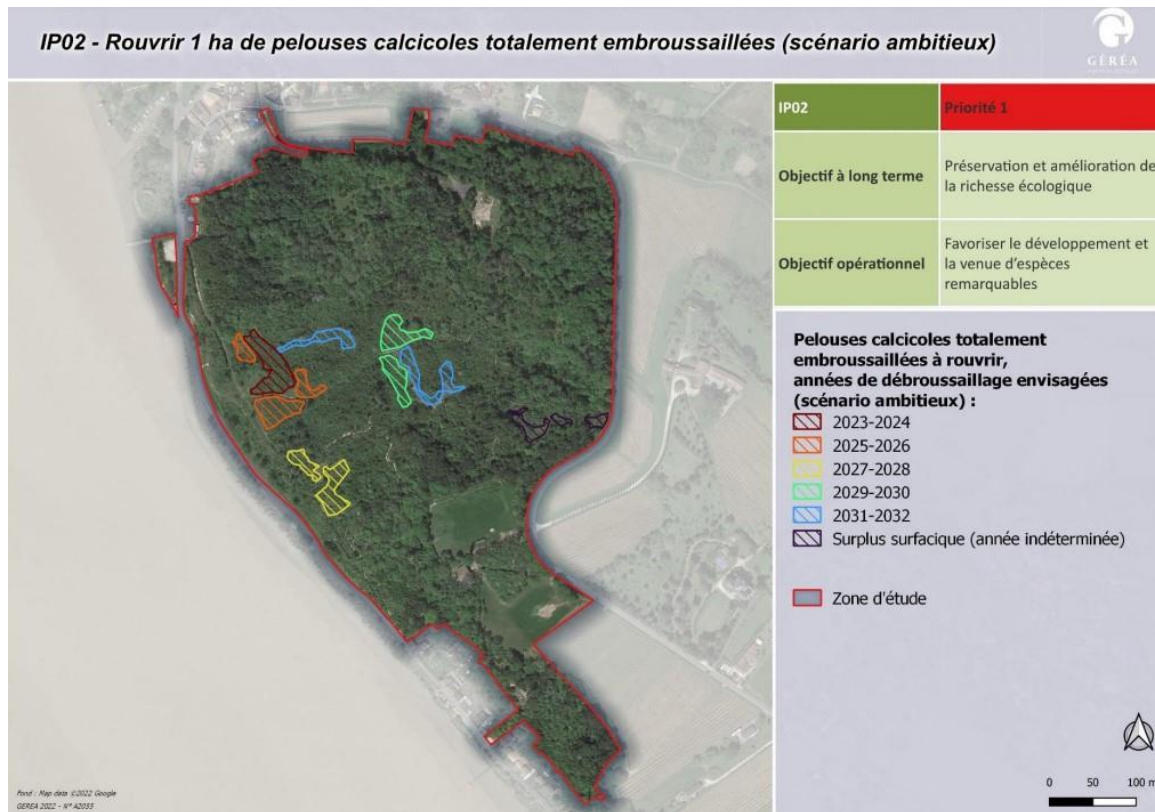 IP02 - Rouvrir 1 ha de pelouses calcicoles totalement embroussaillées (scénario ambitieux)
GÉRÉA
IP02
Priorité 1
Objectif à long terme
Préservation et amélioration de
la richesse écologique
Objectif opérationnel
Favoriser le développement et
la venue d'espèces
remarquables
Pelouses calcicoles totalement
embroussaillées à rouvrir,
années de débroussaillage envisagées
(scénario ambitieux) :
2023-2024
2025-2026
2027-2028
2029-2030
2031-2032
Surplus surfacique (année indéterminée)
Zone d'étude
0 50 100 m
Fond : Map data ©2022 Google
GEREA 2022 - N° A2035